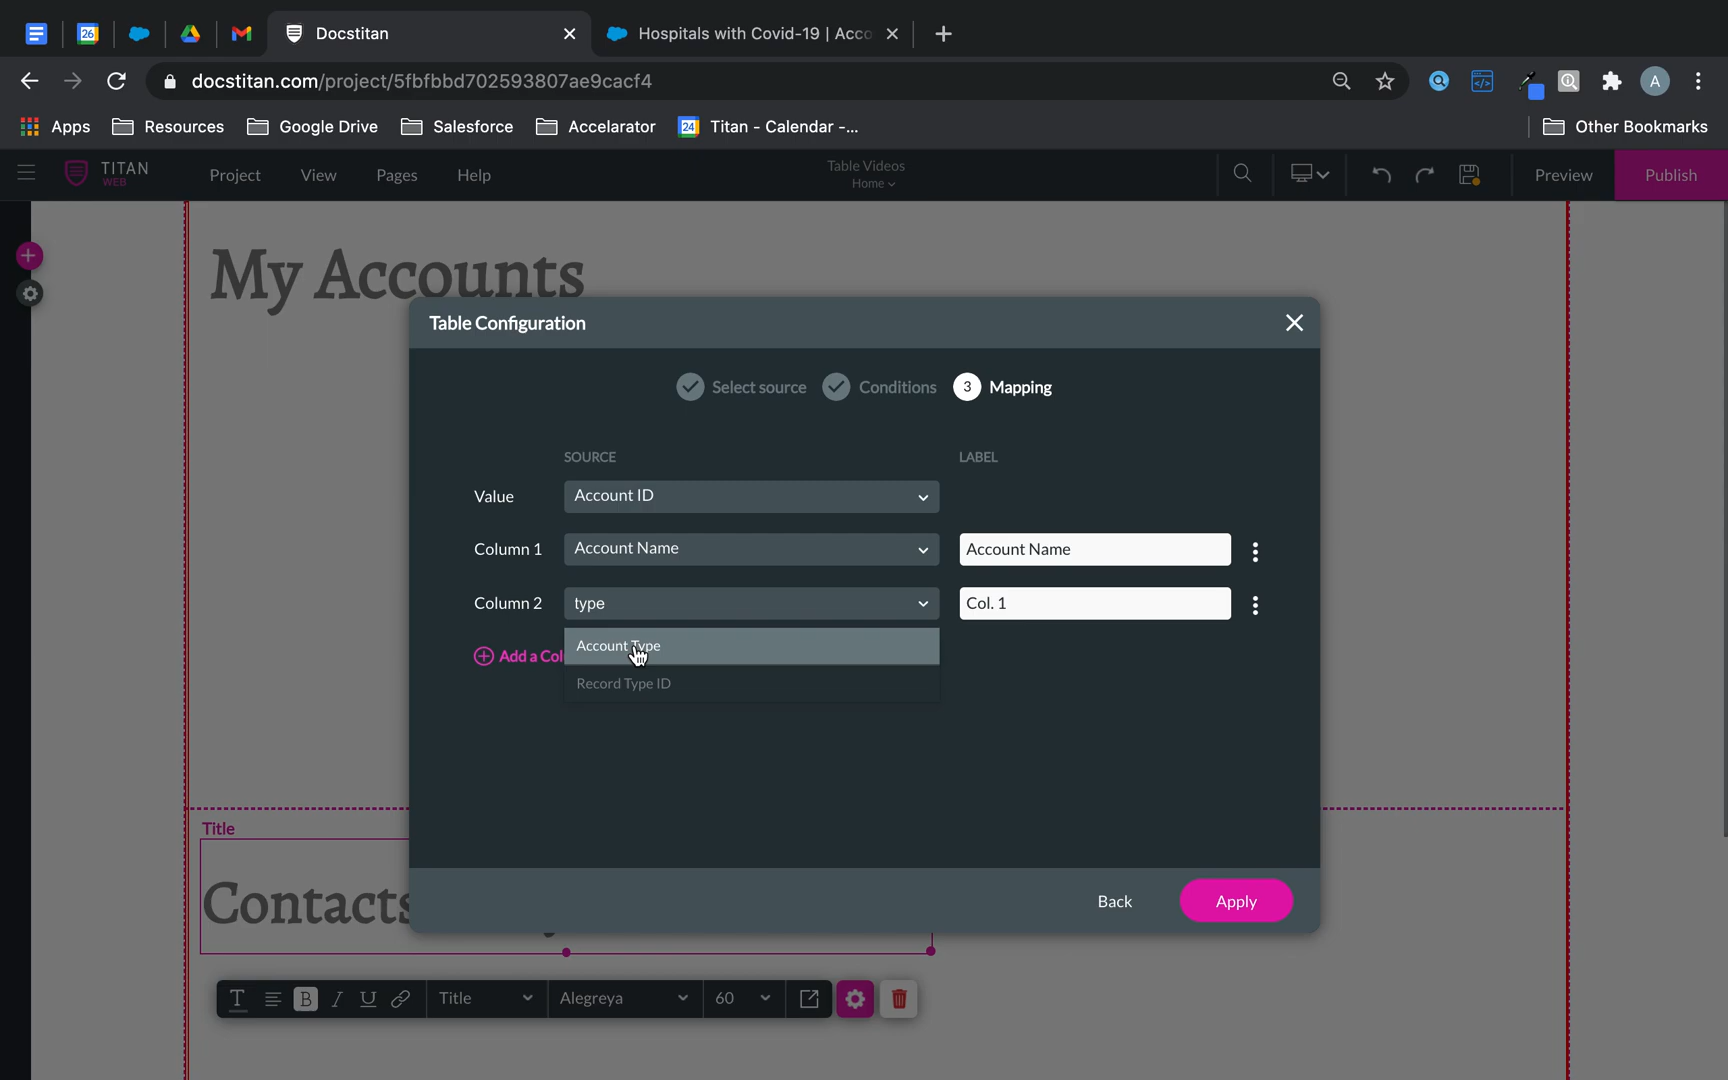 26
Docstitan
Hospitals with Covid-19 | Acco
docstitan.com/project/5fbfbbd702593807ae9cacf4
A
Apps
Resources
Google Drive
Salesforce
Accelarator
24
Titan - Calendar -...
Other Bookmarks
TITAN
WEB
Project
View
Pages
Help
Table Videos
Home
Preview
Publish
My Accounts
Table Configuration
Select source
Conditions
3
Mapping
SOURCE
LABEL
Value
Account ID
Column 1
Account Name
Account Name
Column 2
type
Col. 1
Account Type
Add a Col
Record Type ID
Title
Contacts
Back
Apply
T
B
I
U
Title
Alegreya
60